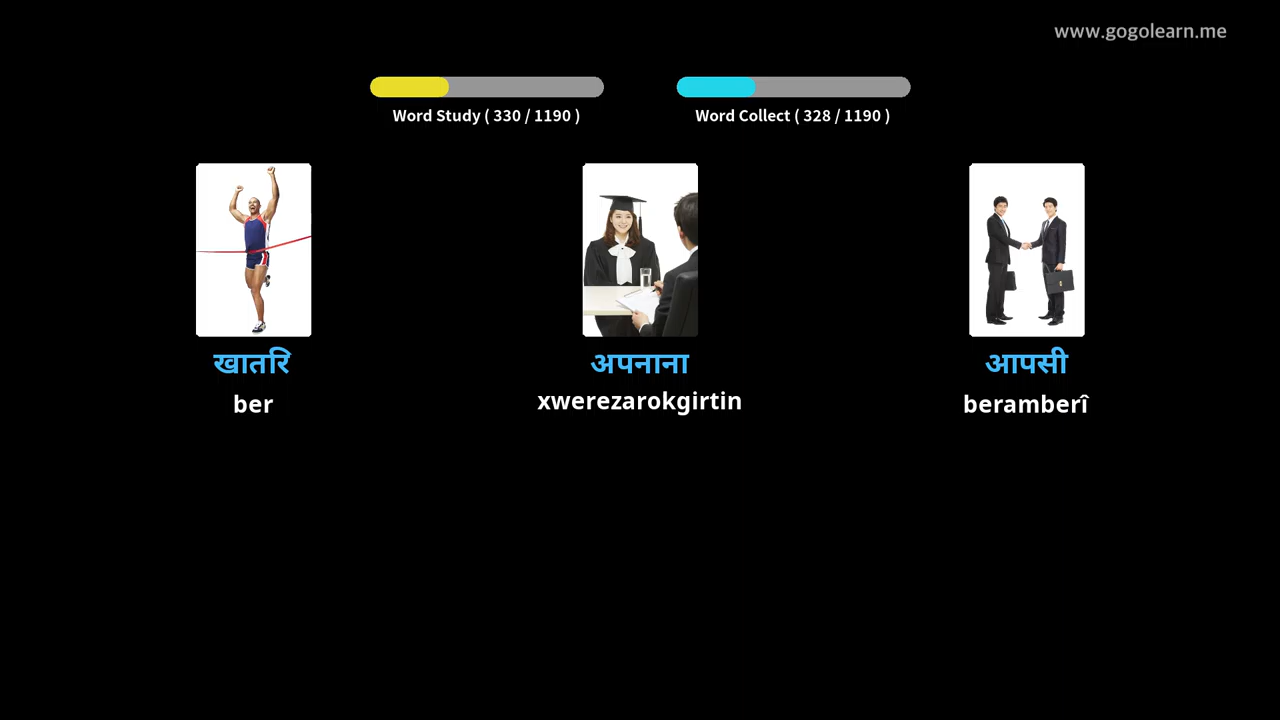 www.gogolearn.me
Word Study ( 330 / 1190 )
Word Collect ( 328 / 1190 )
खातरि
अपनाना
आपसी
ber
xwerezarokgirtin
beramberî